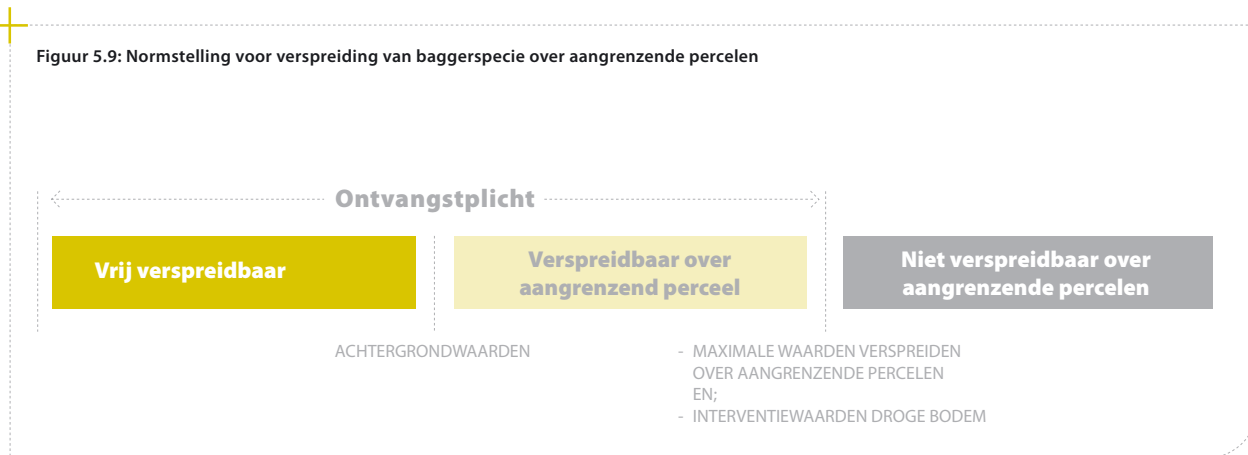 Figuur 5.9: Normstelling voor verspreiding van baggerspecie over aangrenzende percelen
Ontvangstplicht
Vrij verspreidbaar
Verspreidbaar over
aangrenzend perceel
Niet verspreidbaar over
aangrenzende percelen
ACHTERGRONDWAARDEN
- MAXIMALE WAARDEN VERSPREIDEN
OVER AANGRENZENDE PERCELEN
EN;
- INTERVENTIEWAARDEN DROGE BODEM